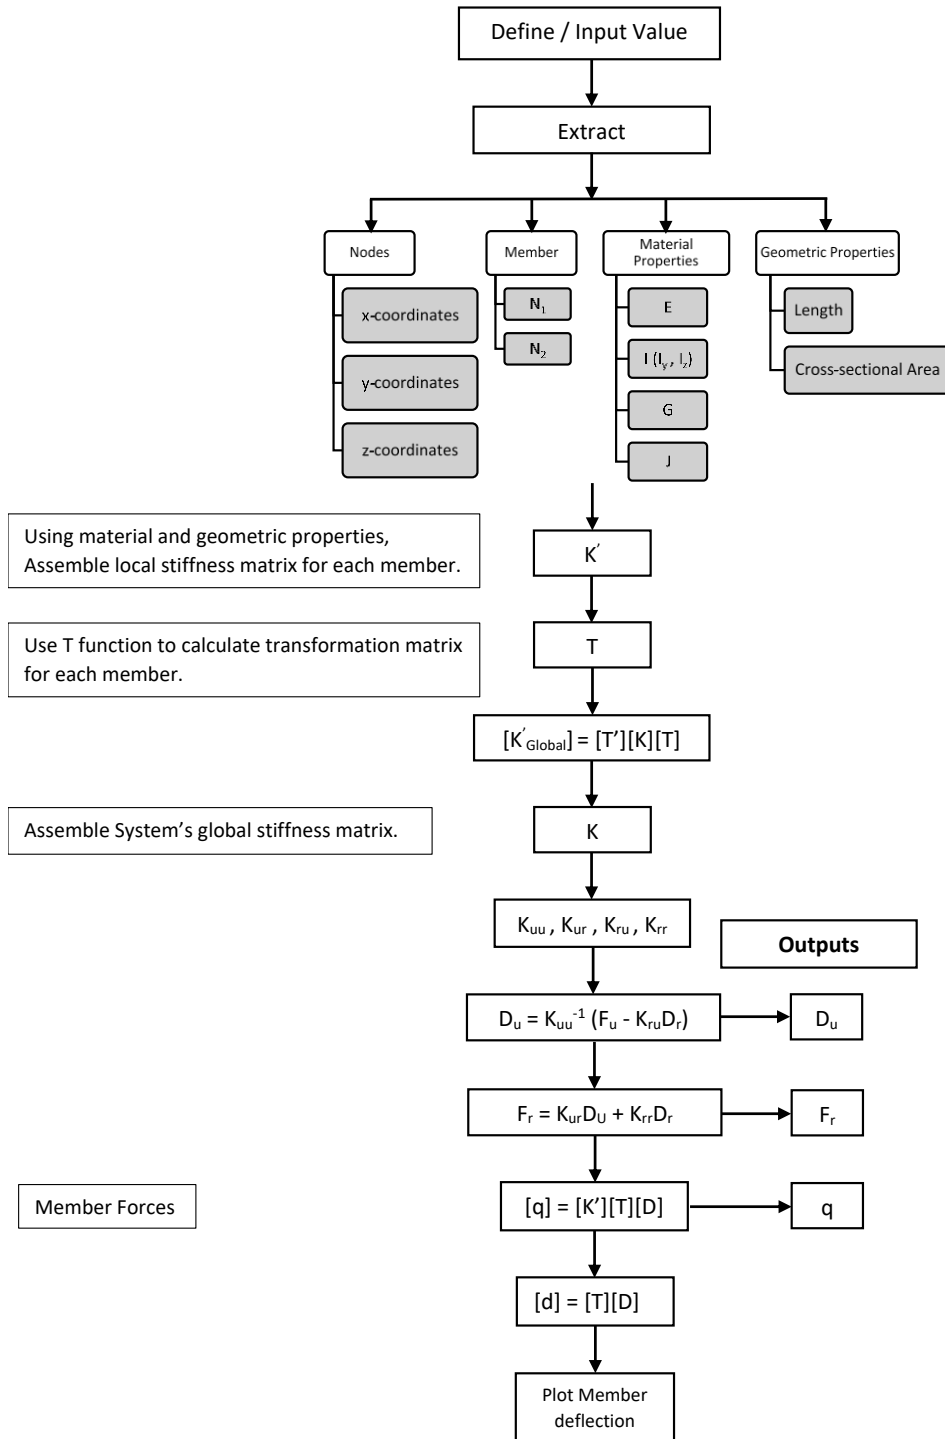 Define / Input Value
Extract
Nodes
Member
Material
Properties
Geometric Properties
x-coordinates
y-coordinates
z-coordinates
N₁
N₂
E
I (Iy , Iz)
G
J
Length
Cross-sectional Area
Using material and geometric properties,
Assemble local stiffness matrix for each member.
K′
Use T function to calculate transformation matrix
for each member.
T
[K′Global] = [T’][K][T]
Assemble System’s global stiffness matrix.
K
Kuu , Kur , Kru , Krr
Outputs
Du = Kuu⁻¹ (Fu - KruDr)
Du
Fr = KurDU + KrrDr
Fr
Member Forces
[q] = [K’][T][D]
q
[d] = [T][D]
Plot Member
deflection